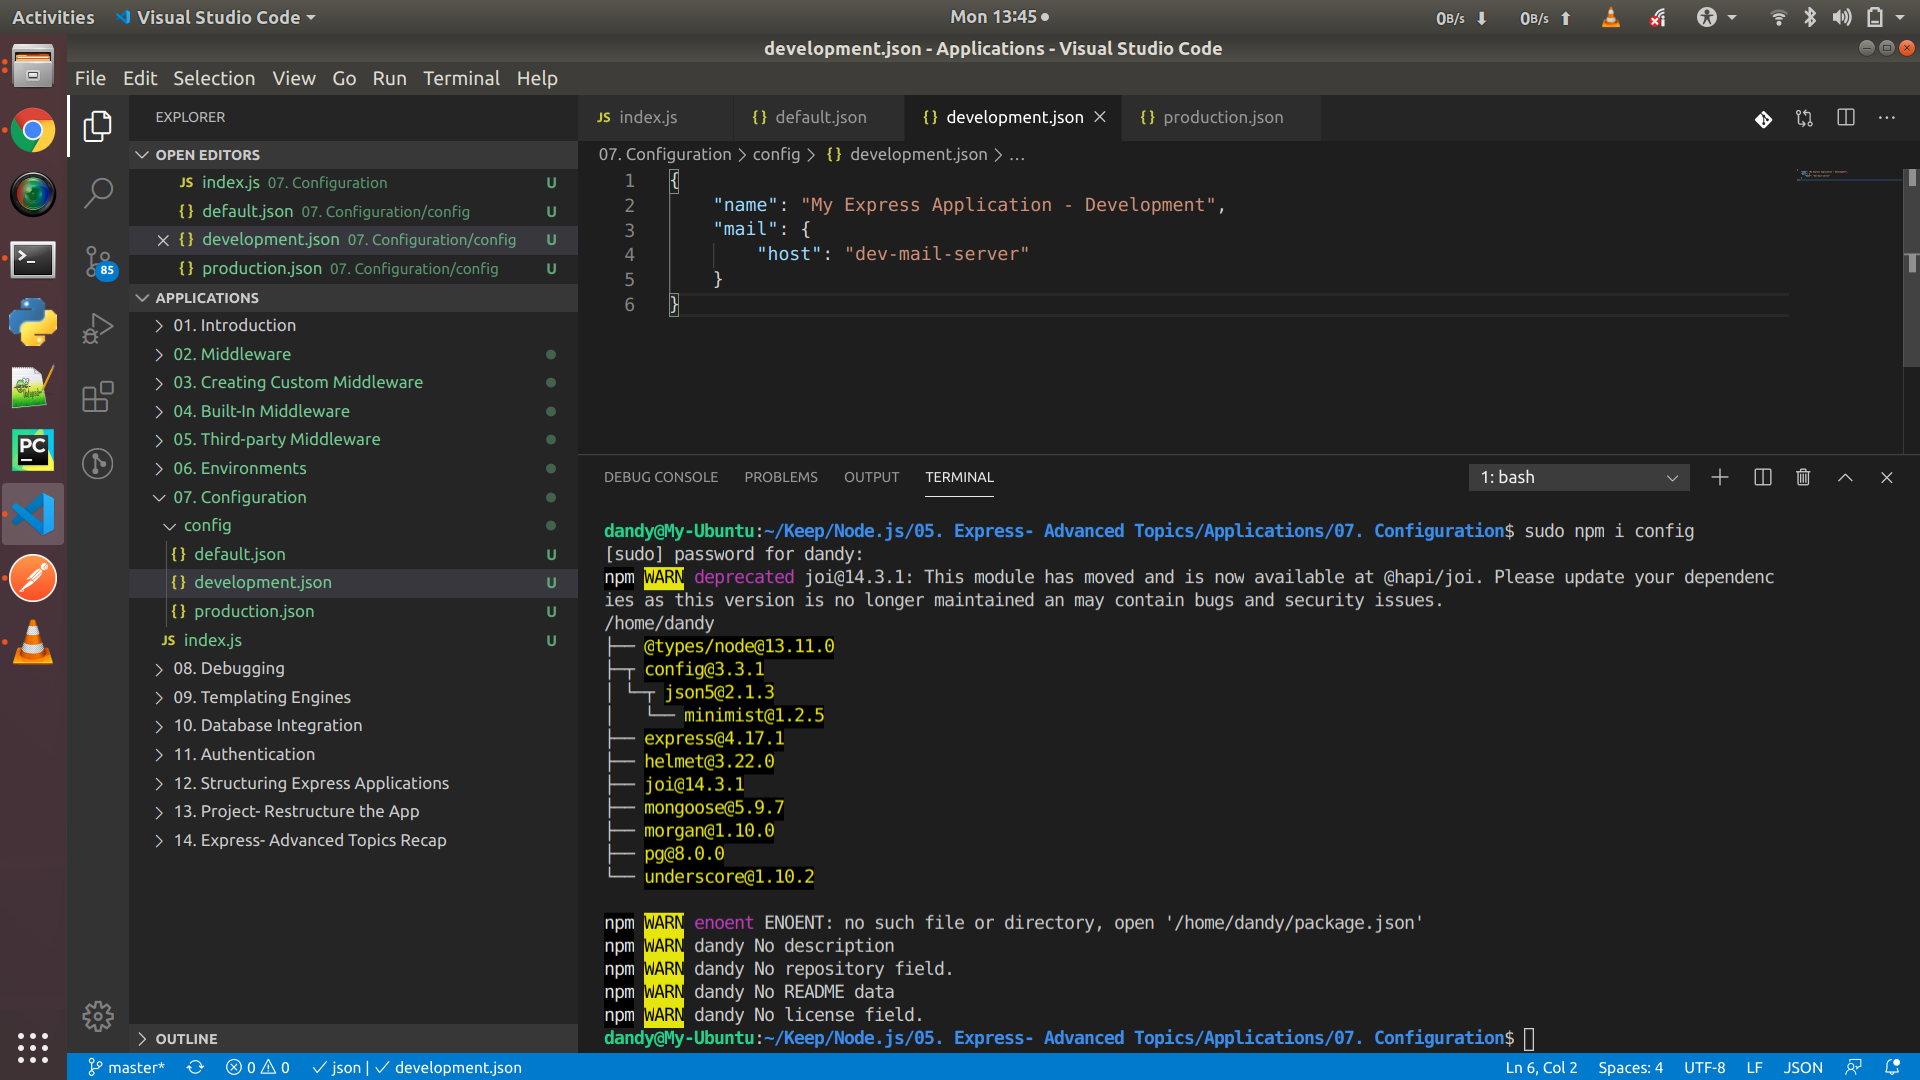 Activities
Visual Studio Code
Mon 13:45
0B/s
0B/s
development.json - Applications - Visual Studio Code
File Edit Selection View Go Run Terminal Help
EXPLORER
OPEN EDITORS
JS index.js 07. Configuration U
{} default.json 07. Configuration/config U
{} development.json 07. Configuration/config U
{} production.json 07. Configuration/config U
85
APPLICATIONS
01. Introduction
02. Middleware
03. Creating Custom Middleware
04. Built-In Middleware
05. Third-party Middleware
06. Environments
07. Configuration
config
{} default.json U
{} development.json U
{} production.json U
JS index.js U
08. Debugging
09. Templating Engines
10. Database Integration
11. Authentication
12. Structuring Express Applications
13. Project- Restructure the App
14. Express- Advanced Topics Recap
OUTLINE
PC
JS index.js
{} default.json
{} development.json
{} production.json
07. Configuration > config > {} development.json > ...
1 {
2 "name": "My Express Application - Development",
3 "mail": {
4 "host": "dev-mail-server"
5 }
6 }
DEBUG CONSOLE PROBLEMS OUTPUT TERMINAL
1: bash
dandy@My-Ubuntu:~/Keep/Node.js/05. Express- Advanced Topics/Applications/07. Configuration$ sudo npm i config
[sudo] password for dandy:
npm WARN deprecated joi@14.3.1: This module has moved and is now available at @hapi/joi. Please update your dependenc
ies as this version is no longer maintained an may contain bugs and security issues.
/home/dandy
├── @types/node@13.11.0
├─┬ config@3.3.1
│ └─┬ json5@2.1.3
│   └── minimist@1.2.5
├── express@4.17.1
├── helmet@3.22.0
├── joi@14.3.1
├── mongoose@5.9.7
├── morgan@1.10.0
├── pg@8.0.0
└── underscore@1.10.2
npm WARN enoent ENOENT: no such file or directory, open '/home/dandy/package.json'
npm WARN dandy No description
npm WARN dandy No repository field.
npm WARN dandy No README data
npm WARN dandy No license field.
dandy@My-Ubuntu:~/Keep/Node.js/05. Express- Advanced Topics/Applications/07. Configuration$
master* 0 0 json | development.json
Ln 6, Col 2 Spaces: 4 UTF-8 LF JSON